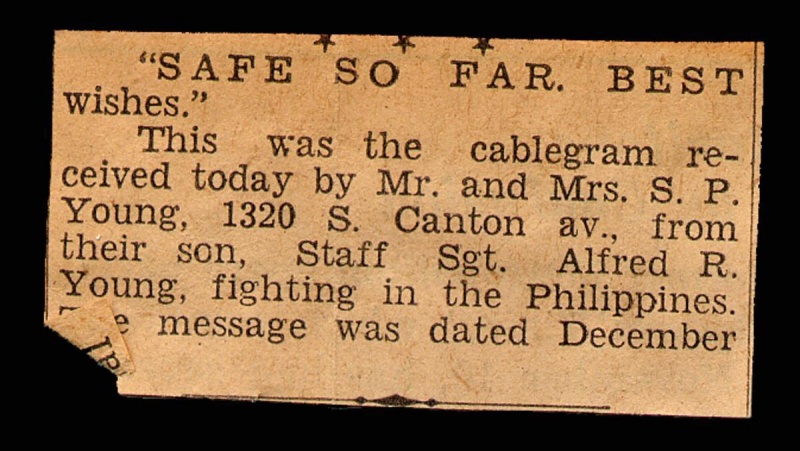 "SAFE SO FAR. BEST
wishes."
This was the cablegram re-
ceived today by Mr. and Mrs. S. P.
Young, 1320 S. Canton av., from
their son, Staff Sgt. Alfred R.
Young, fighting in the Philippines.
message was dated December